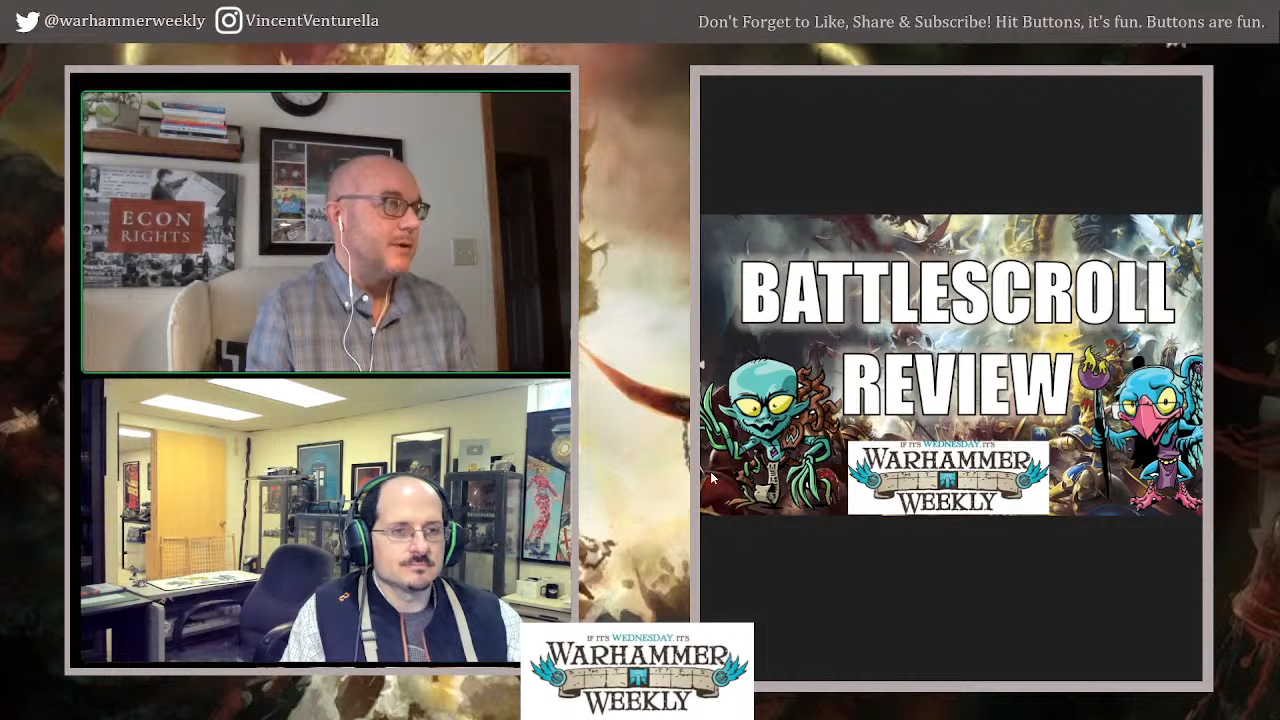 @warhammerweekly VincentVenturella
Don't Forget to Like, Share & Subscribe! Hit Buttons, it's fun. Buttons are fun.
ECON
RIGHTS
BATTLESCROLL
REVIEW
IF IT'S WEDNESDAY, IT'S
WARHAMMER
WEEKLY
IF IT'S WEDNESDAY, IT'S
WARHAMMER
WEEKLY